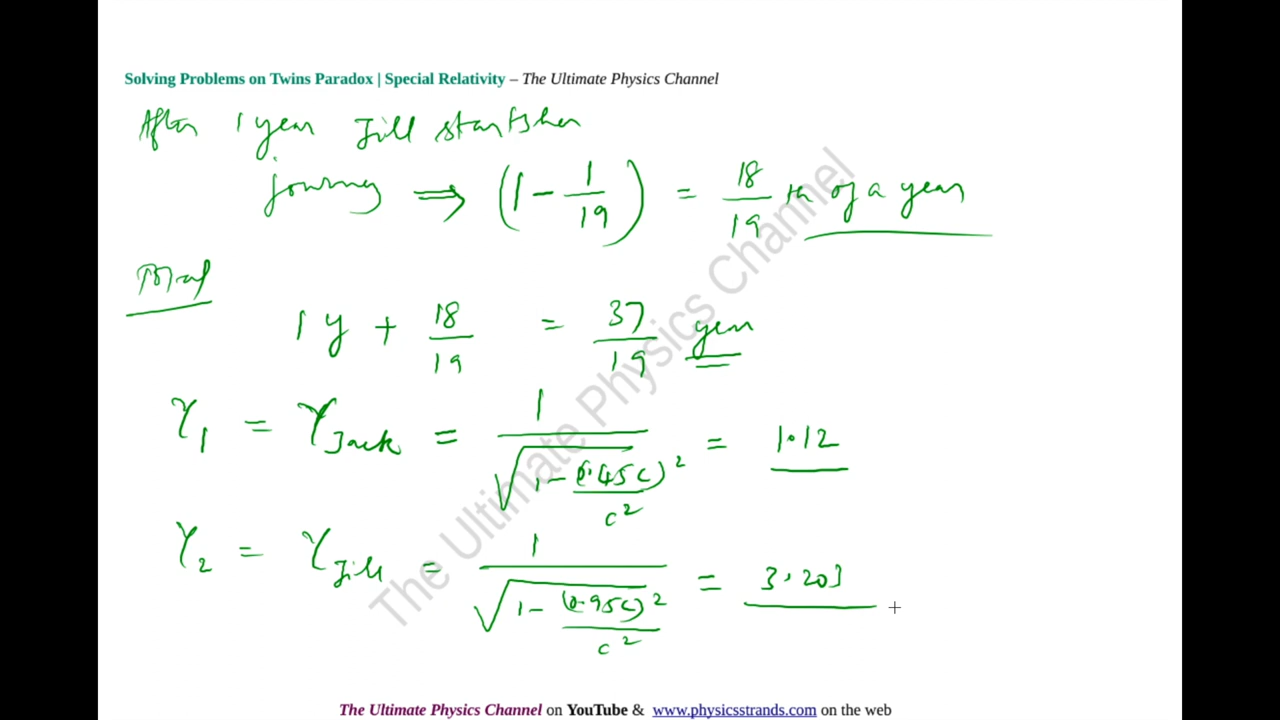 Solving Problems on Twins Paradox | Special Relativity – The Ultimate Physics Channel
After 1 year Jill starts her
journey ⇒ (1 - 1/19) = 18/19 th of a year
Total
1 y + 18/19 = 37/19 year
γ₁ = γ_Jack = 1/√(1 - (0.45c)²/c²) = 1.12
γ₂ = γ_Jill = 1/√(1 - (0.95c)²/c²) = 3.203
The Ultimate Physics Channel
The Ultimate Physics Channel on YouTube & www.physicsstrands.com on the web